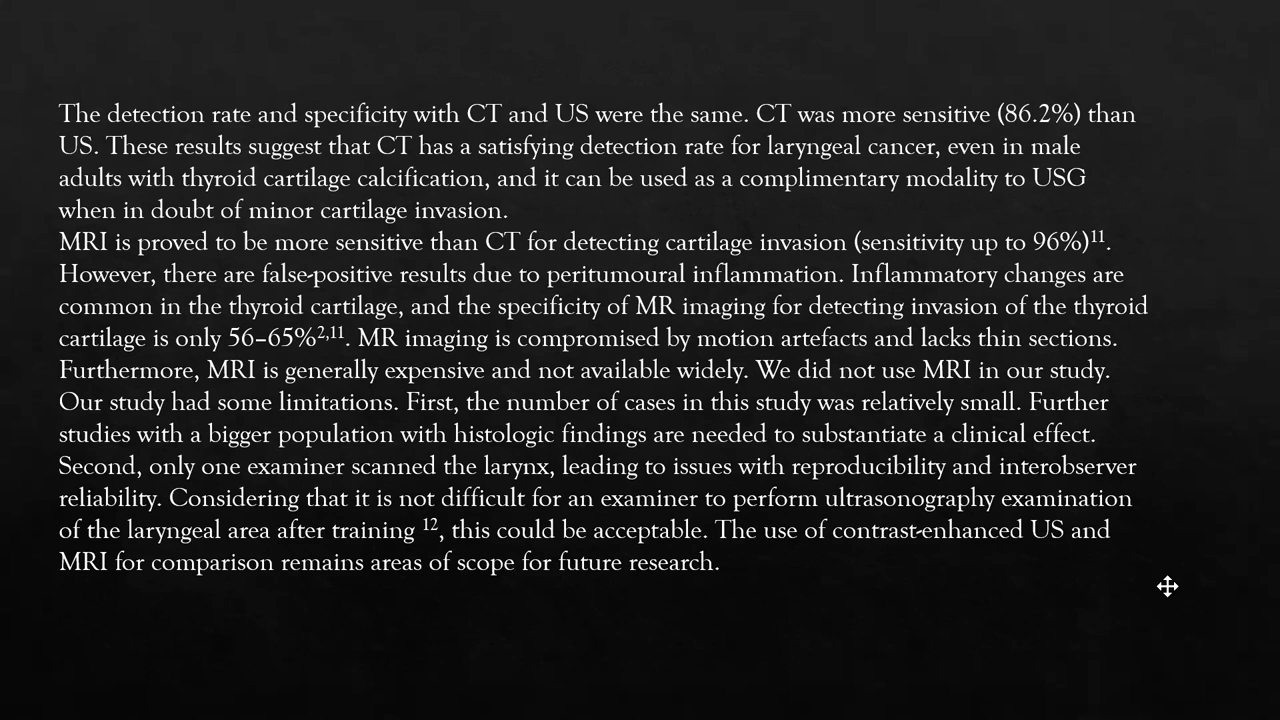 The detection rate and specificity with CT and US were the same. CT was more sensitive (86.2%) than
US. These results suggest that CT has a satisfying detection rate for laryngeal cancer, even in male
adults with thyroid cartilage calcification, and it can be used as a complimentary modality to USG
when in doubt of minor cartilage invasion.
MRI is proved to be more sensitive than CT for detecting cartilage invasion (sensitivity up to 96%)¹¹.
However, there are false-positive results due to peritumoural inflammation. Inflammatory changes are
common in the thyroid cartilage, and the specificity of MR imaging for detecting invasion of the thyroid
cartilage is only 56–65%²,¹¹. MR imaging is compromised by motion artefacts and lacks thin sections.
Furthermore, MRI is generally expensive and not available widely. We did not use MRI in our study.
Our study had some limitations. First, the number of cases in this study was relatively small. Further
studies with a bigger population with histologic findings are needed to substantiate a clinical effect.
Second, only one examiner scanned the larynx, leading to issues with reproducibility and interobserver
reliability. Considering that it is not difficult for an examiner to perform ultrasonography examination
of the laryngeal area after training ¹², this could be acceptable. The use of contrast-enhanced US and
MRI for comparison remains areas of scope for future research.